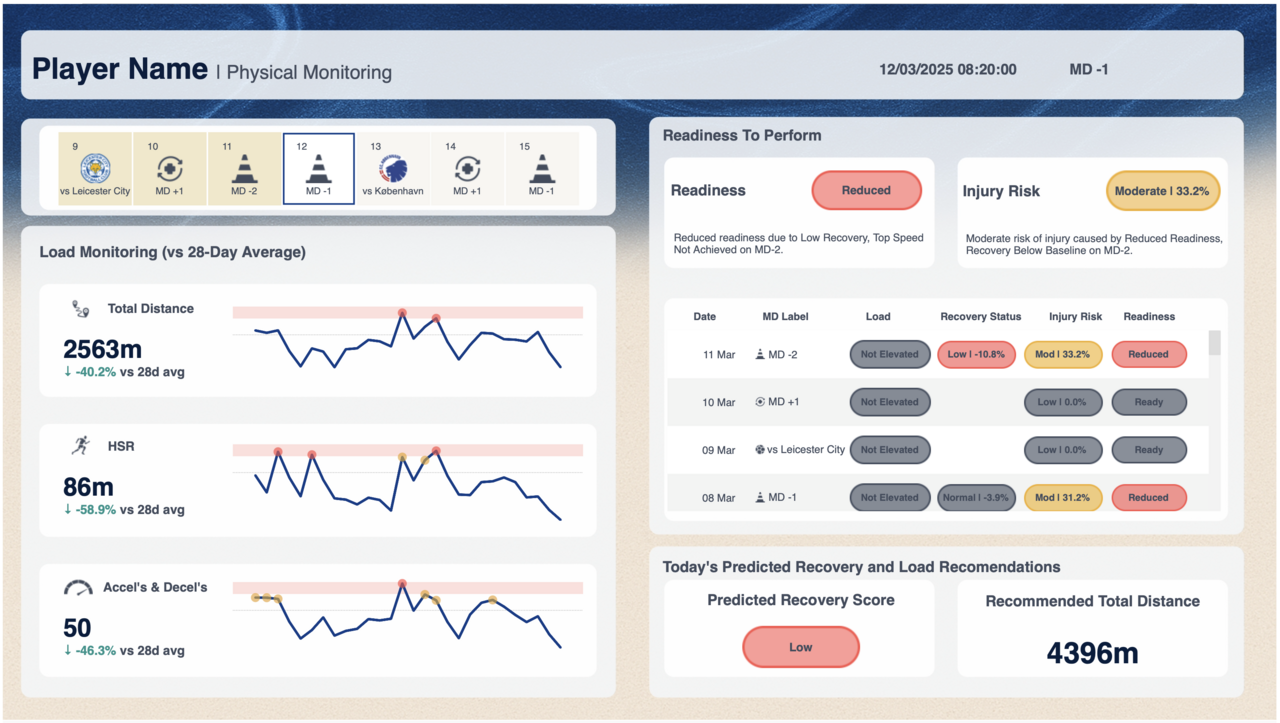 Player Name | Physical Monitoring
12/03/2025 08:20:00
MD -1
9
vs Leicester City
10
MD +1
11
MD -2
12
MD -1
13
vs København
14
MD +1
15
MD -1
Load Monitoring (vs 28-Day Average)
Total Distance
2563m
↓ -40.2% vs 28d avg
HSR
86m
↓ -58.9% vs 28d avg
Accel's & Decel's
50
↓ -46.3% vs 28d avg
Readiness To Perform
Readiness
Reduced
Reduced readiness due to Low Recovery, Top Speed
Not Achieved on MD-2.
Injury Risk
Moderate | 33.2%
Moderate risk of injury caused by Reduced Readiness,
Recovery Below Baseline on MD-2.
Date MD Label Load Recovery Status Injury Risk Readiness
11 Mar MD -2 Not Elevated Low | -10.8% Mod | 33.2% Reduced
10 Mar MD +1 Not Elevated Low | 0.0% Ready
09 Mar vs Leicester City Not Elevated Low | 0.0% Ready
08 Mar MD -1 Not Elevated Normal | -3.9% Mod | 31.2% Reduced
Today's Predicted Recovery and Load Recomendations
Predicted Recovery Score
Low
Recommended Total Distance
4396m